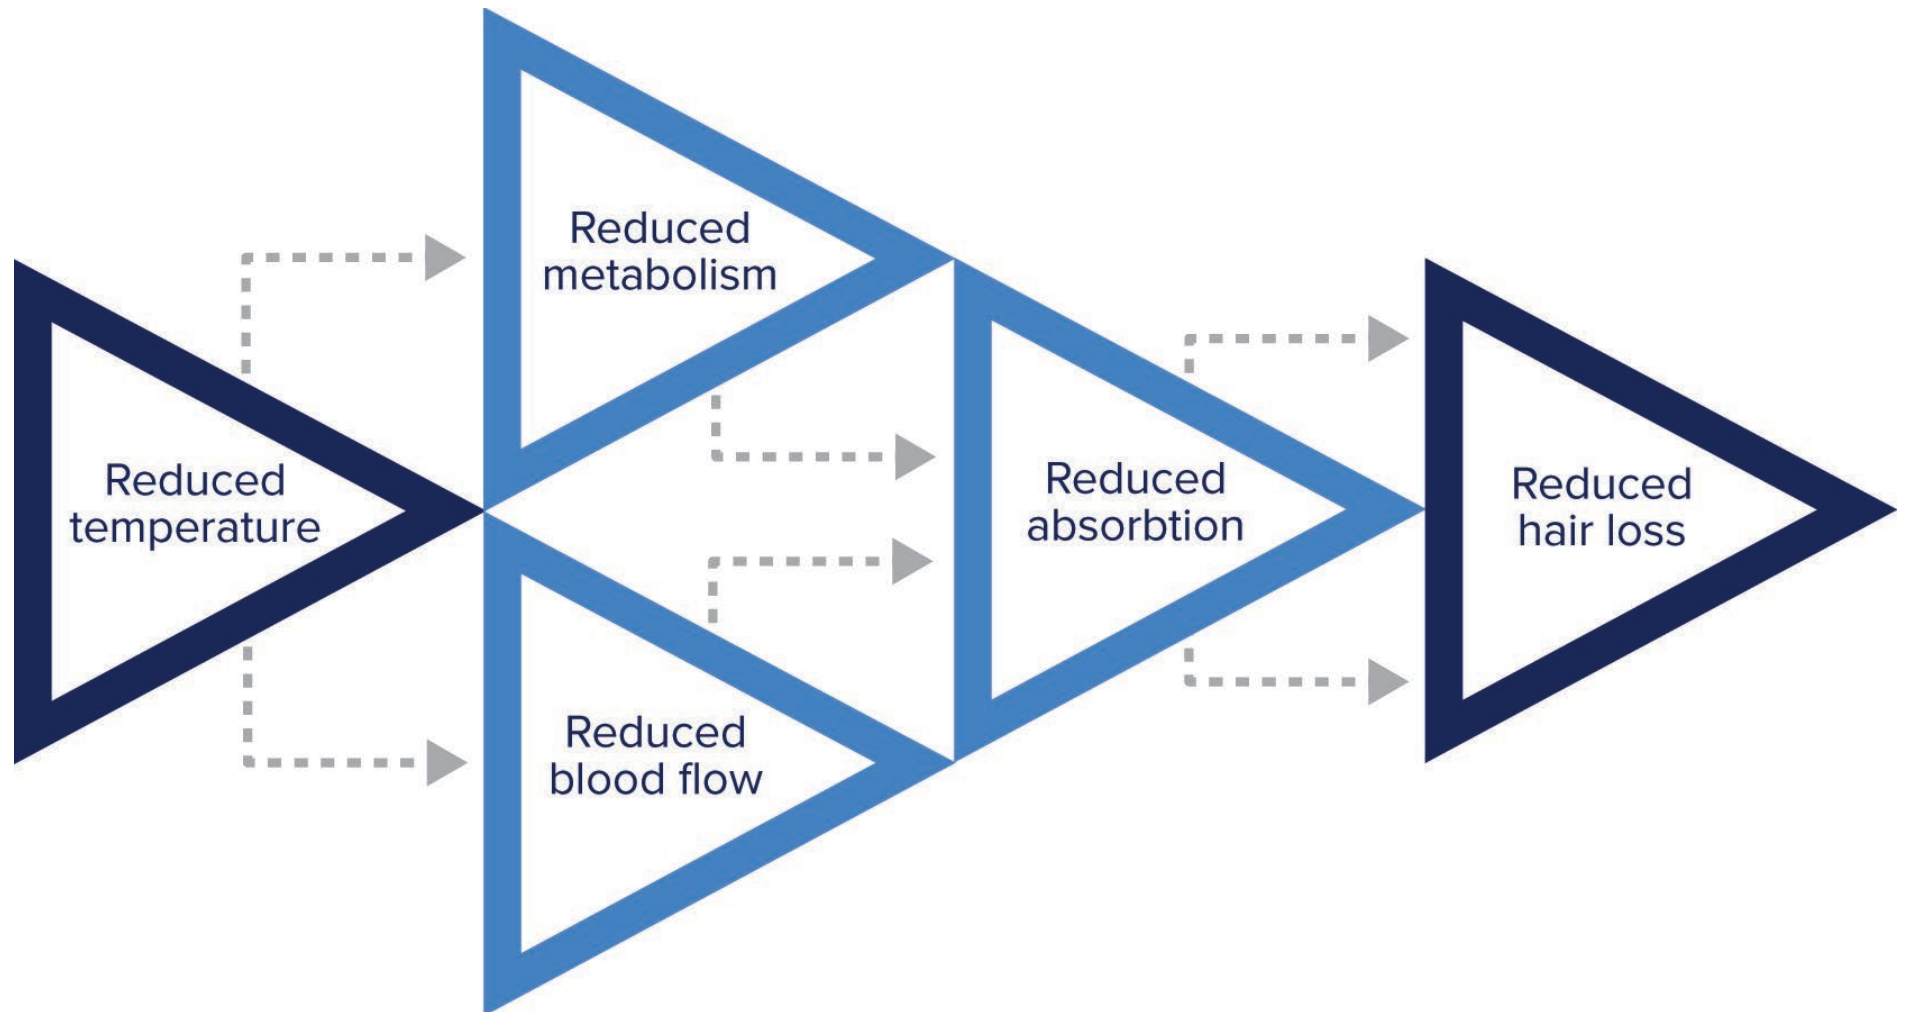 Reduced
temperature
Reduced
metabolism
Reduced
blood flow
Reduced
absorbtion
Reduced
hair loss